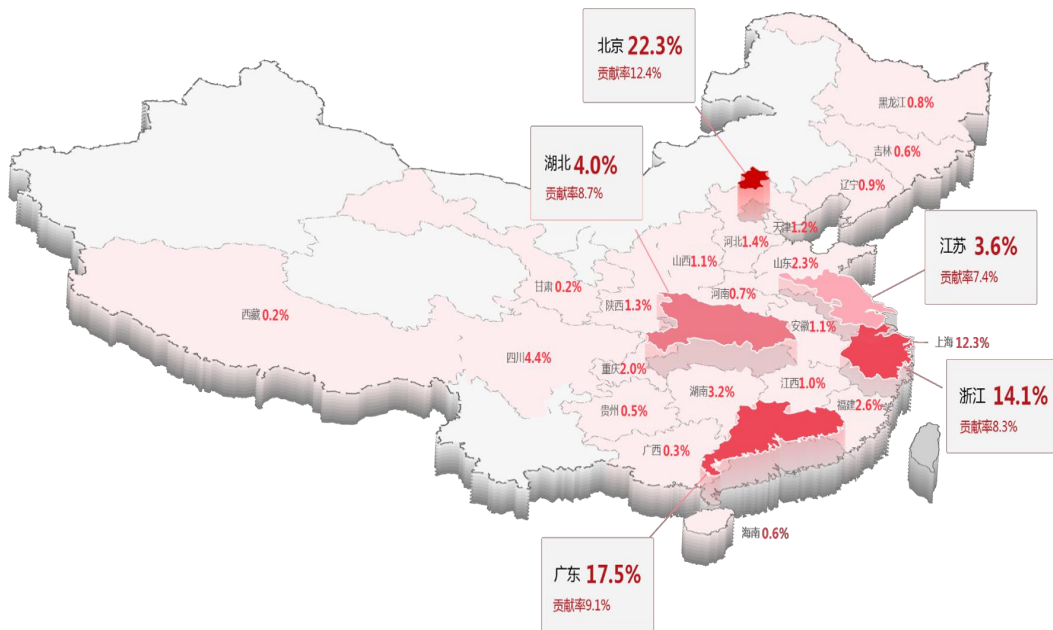 北京 22.3%
贡献率12.4%
黑龙江0.8%
湖北 4.0%
贡献率8.7%
吉林 0.6%
辽宁0.9%
天津1.2%
河北1.4%
江苏 3.6%
贡献率7.4%
山西1.1%
山东2.3%
甘肃 0.2%
河南0.7%
陕西1.3%
西藏0.2%
安徽1.1%
上海 12.3%
四川4.4%
重庆2.0%
湖南3.2%
江西1.0%
浙江 14.1%
贡献率8.3%
贵州0.5%
福建2.6%
广西 0.3%
海南 0.6%
广东 17.5%
贡献率9.1%